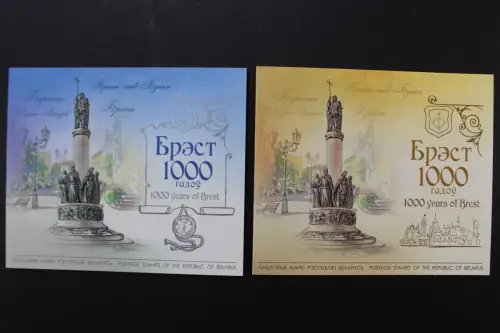 Брэст
1000
гадоў
1000 years of Brest
ПАШТОВЫЯ МАРКІ РЭСПУБЛІКІ БЕЛАРУСЬ · POSTAGE STAMPS OF THE REPUBLIC OF BELARUS
Брэст
1000
гадоў
1000 years of Brest
ПАШТОВЫЯ МАРКІ РЭСПУБЛІКІ БЕЛАРУСЬ · POSTAGE STAMPS OF THE REPUBLIC OF BELARUS